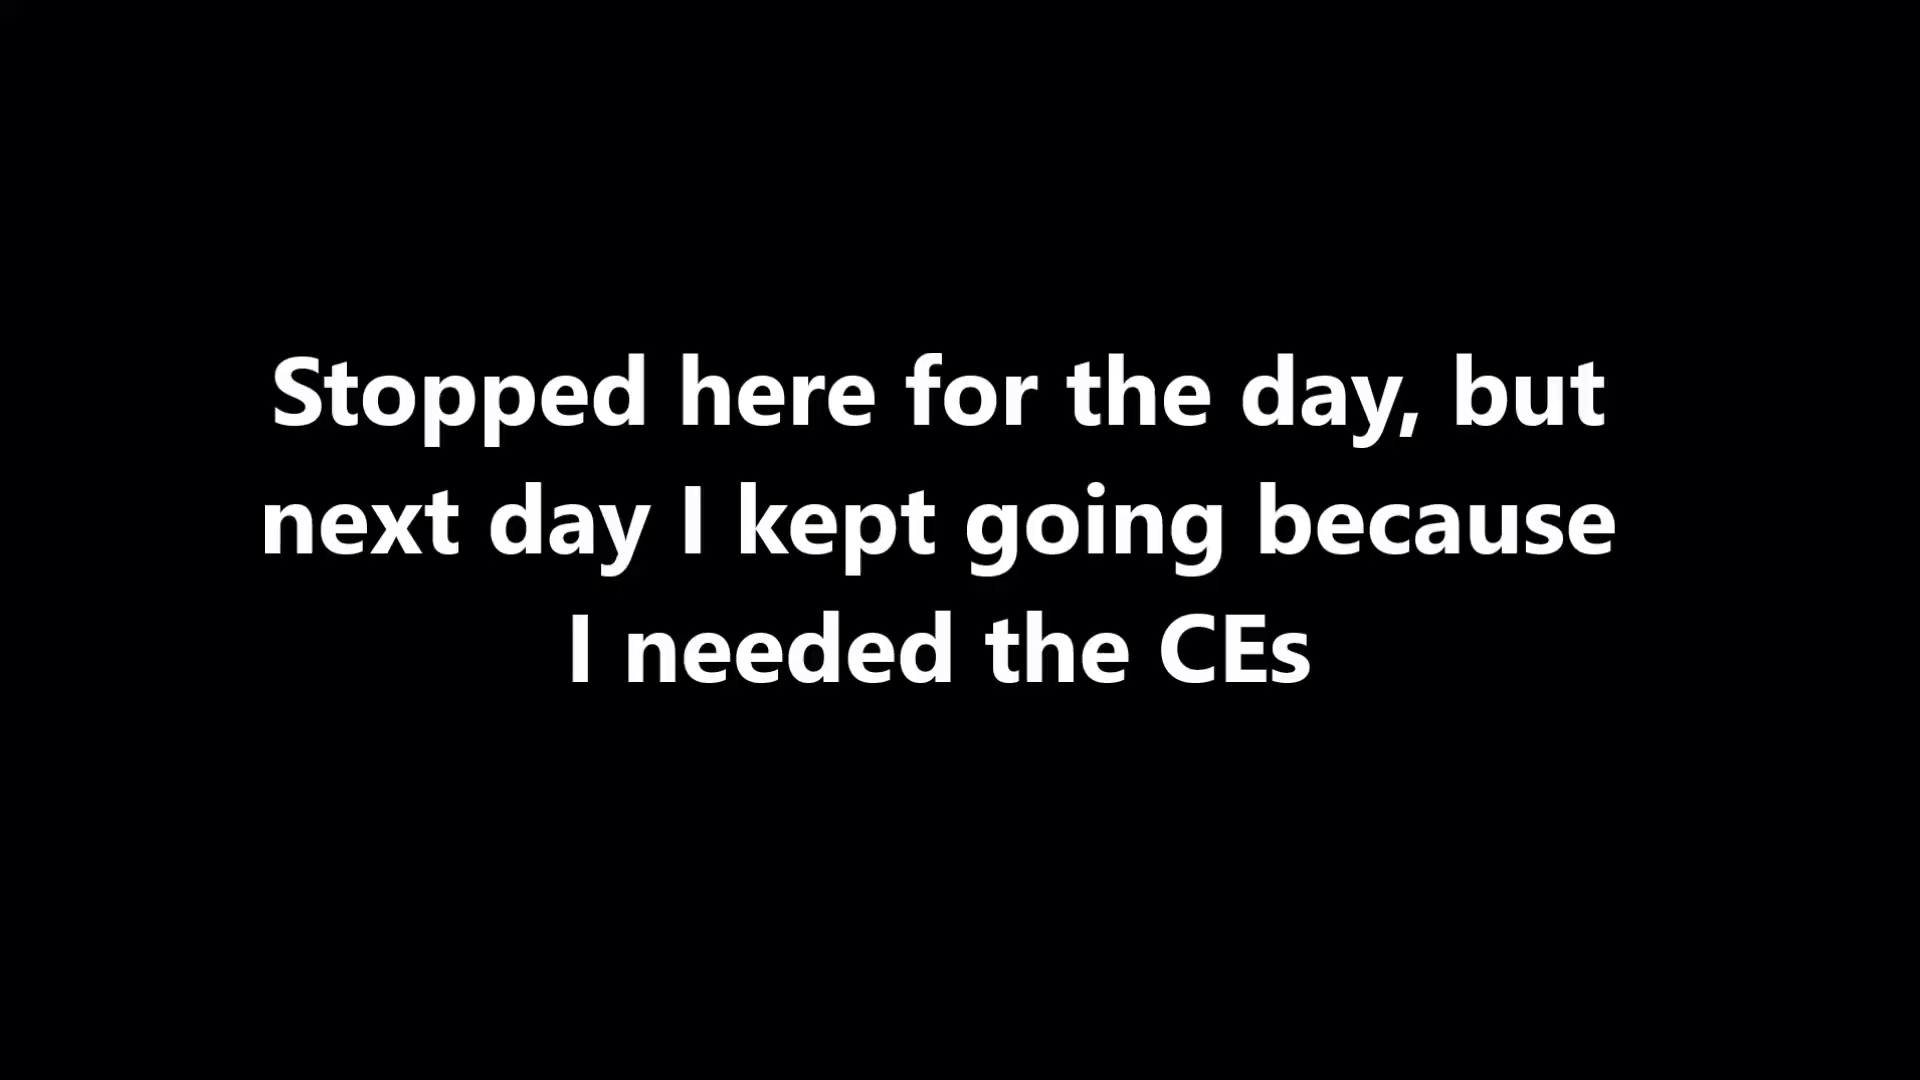 Stopped here for the day, but
next day I kept going because
I needed the CEs